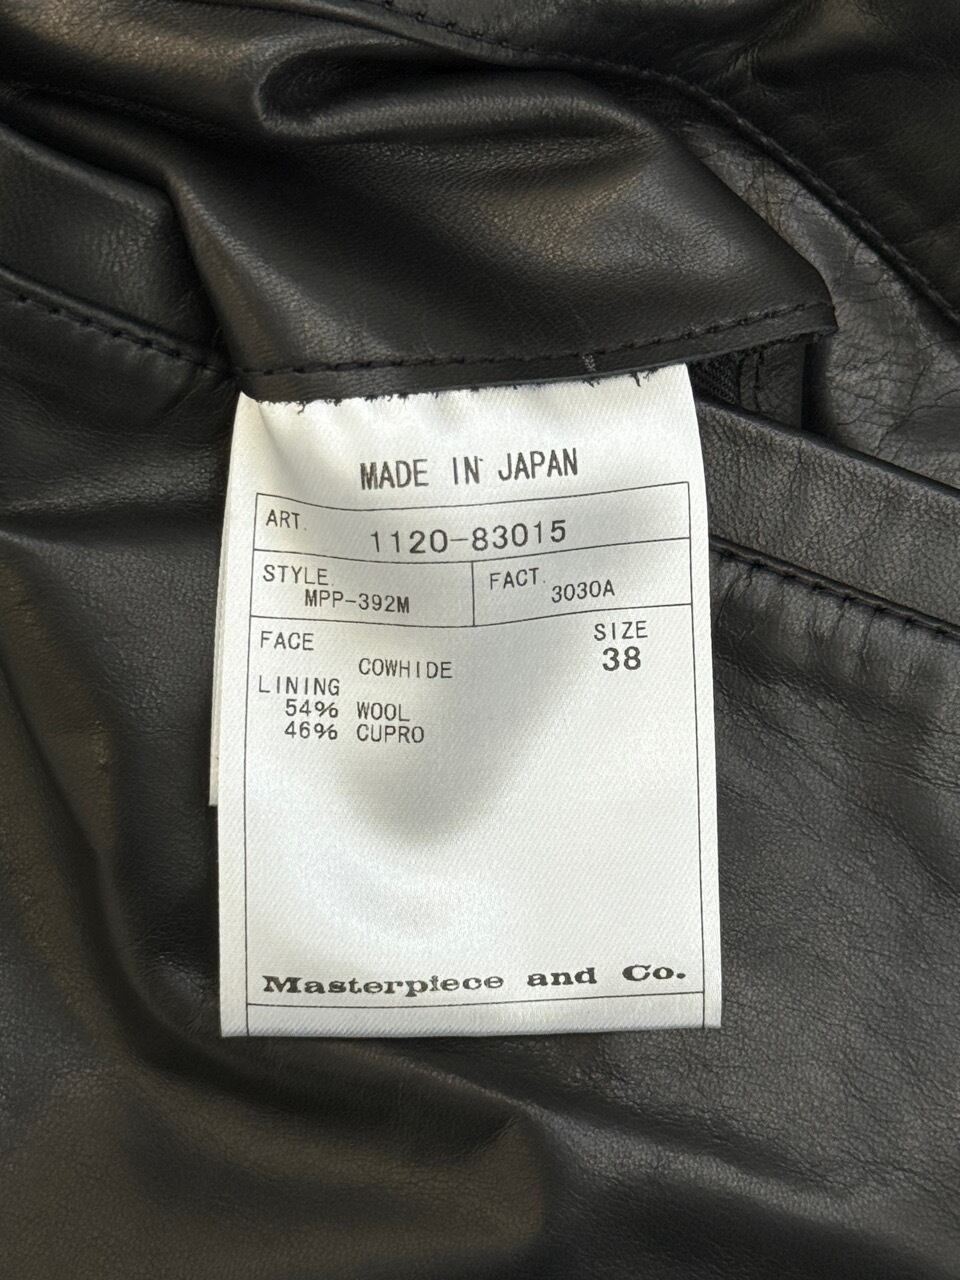 MADE IN JAPAN
ART. 1120-83015
STYLE. FACT.
MPP-392M 3030A
FACE SIZE
COWHIDE 38
LINING
54% WOOL
46% CUPRO
Masterpiece and Co.